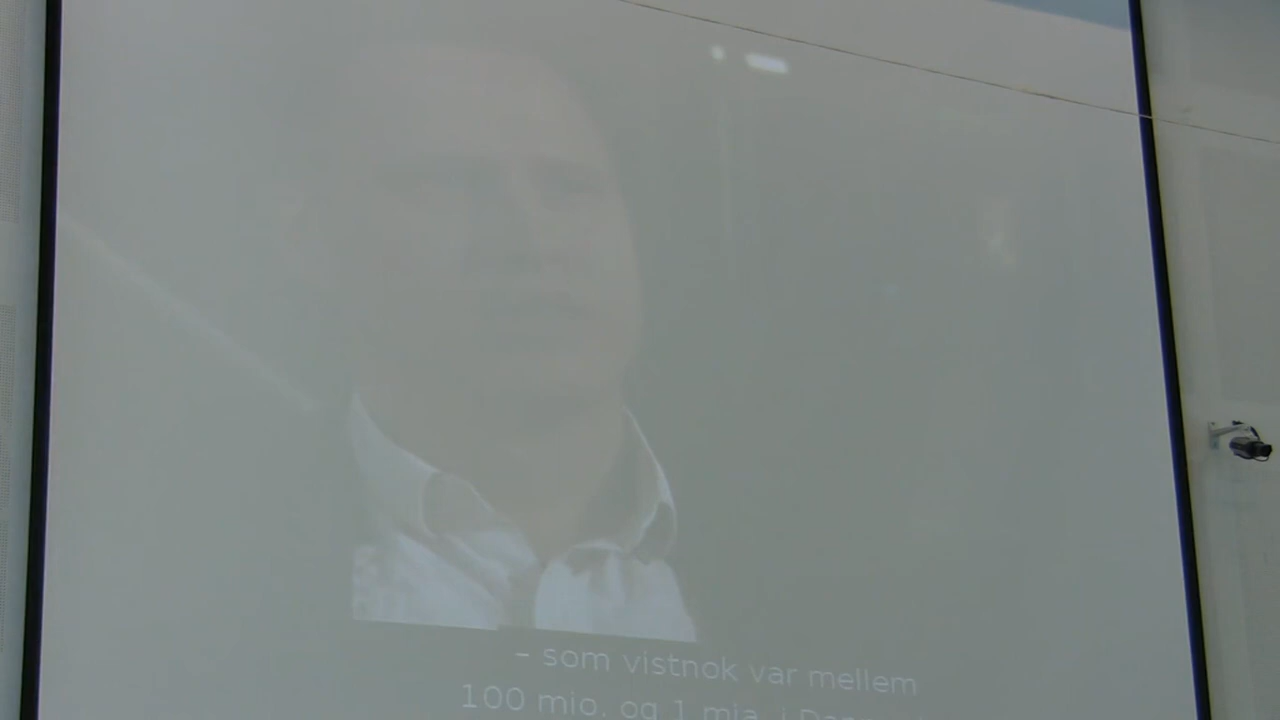 – som vistnok var mellem
100 mio. og 1 mia. i